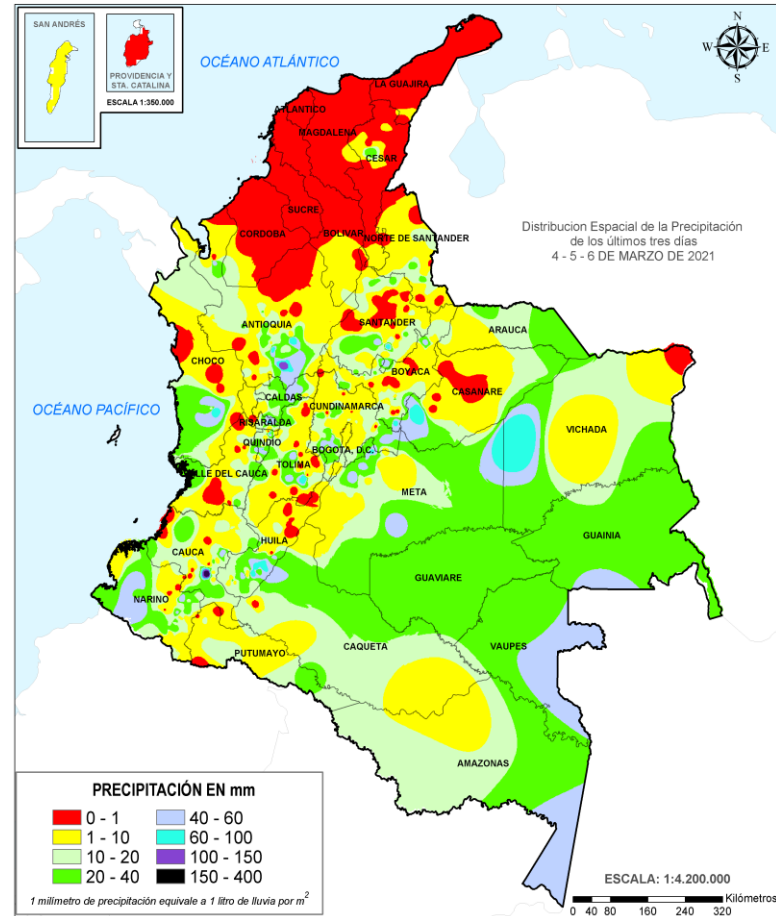 SAN ANDRÉS
PROVIDENCIA Y
STA. CATALINA
ESCALA 1:350.000
OCÉANO ATLÁNTICO
N
W E
S
LA GUAJIRA
ATLANTICO
MAGDALENA
CESAR
SUCRE
CORDOBA
BOLIVAR
NORTE DE SANTANDER
Distribucion Espacial de la Precipitación
de los últimos tres días
4 - 5 - 6 DE MARZO DE 2021
ANTIOQUIA
SANTANDER
ARAUCA
CHOCO
BOYACA
CASANARE
OCÉANO PACÍFICO
CALDAS
CUNDINAMARCA
RISARALDA
VICHADA
QUINDIO
BOGOTA, D.C.
TOLIMA
VALLE DEL CAUCA
META
GUAINIA
CAUCA
HUILA
GUAVIARE
NARINO
CAQUETA
VAUPES
PUTUMAYO
AMAZONAS
PRECIPITACIÓN EN mm
0 - 1 40 - 60
1 - 10 60 - 100
10 - 20 100 - 150
20 - 40 150 - 400
1 milímetro de precipitación equivale a 1 litro de lluvia por m2
ESCALA: 1:4.200.000
Kilómetros
0 40 80 160 240 320